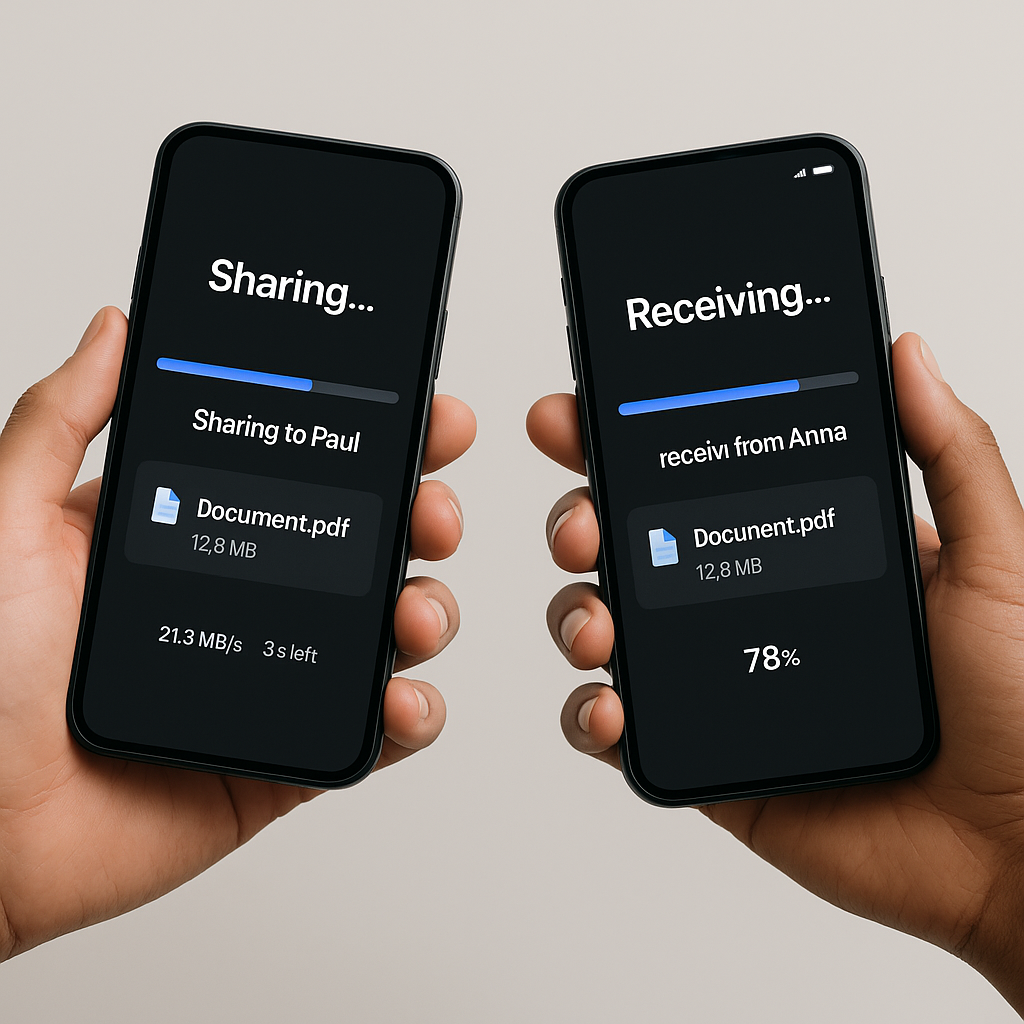 Sharing...
Sharing to Paul
Document.pdf
12,8 MB
21.3 MB/s 3 s left
Receiving...
receivı from Anna
Docunent.pdf
12,8 MB
78%